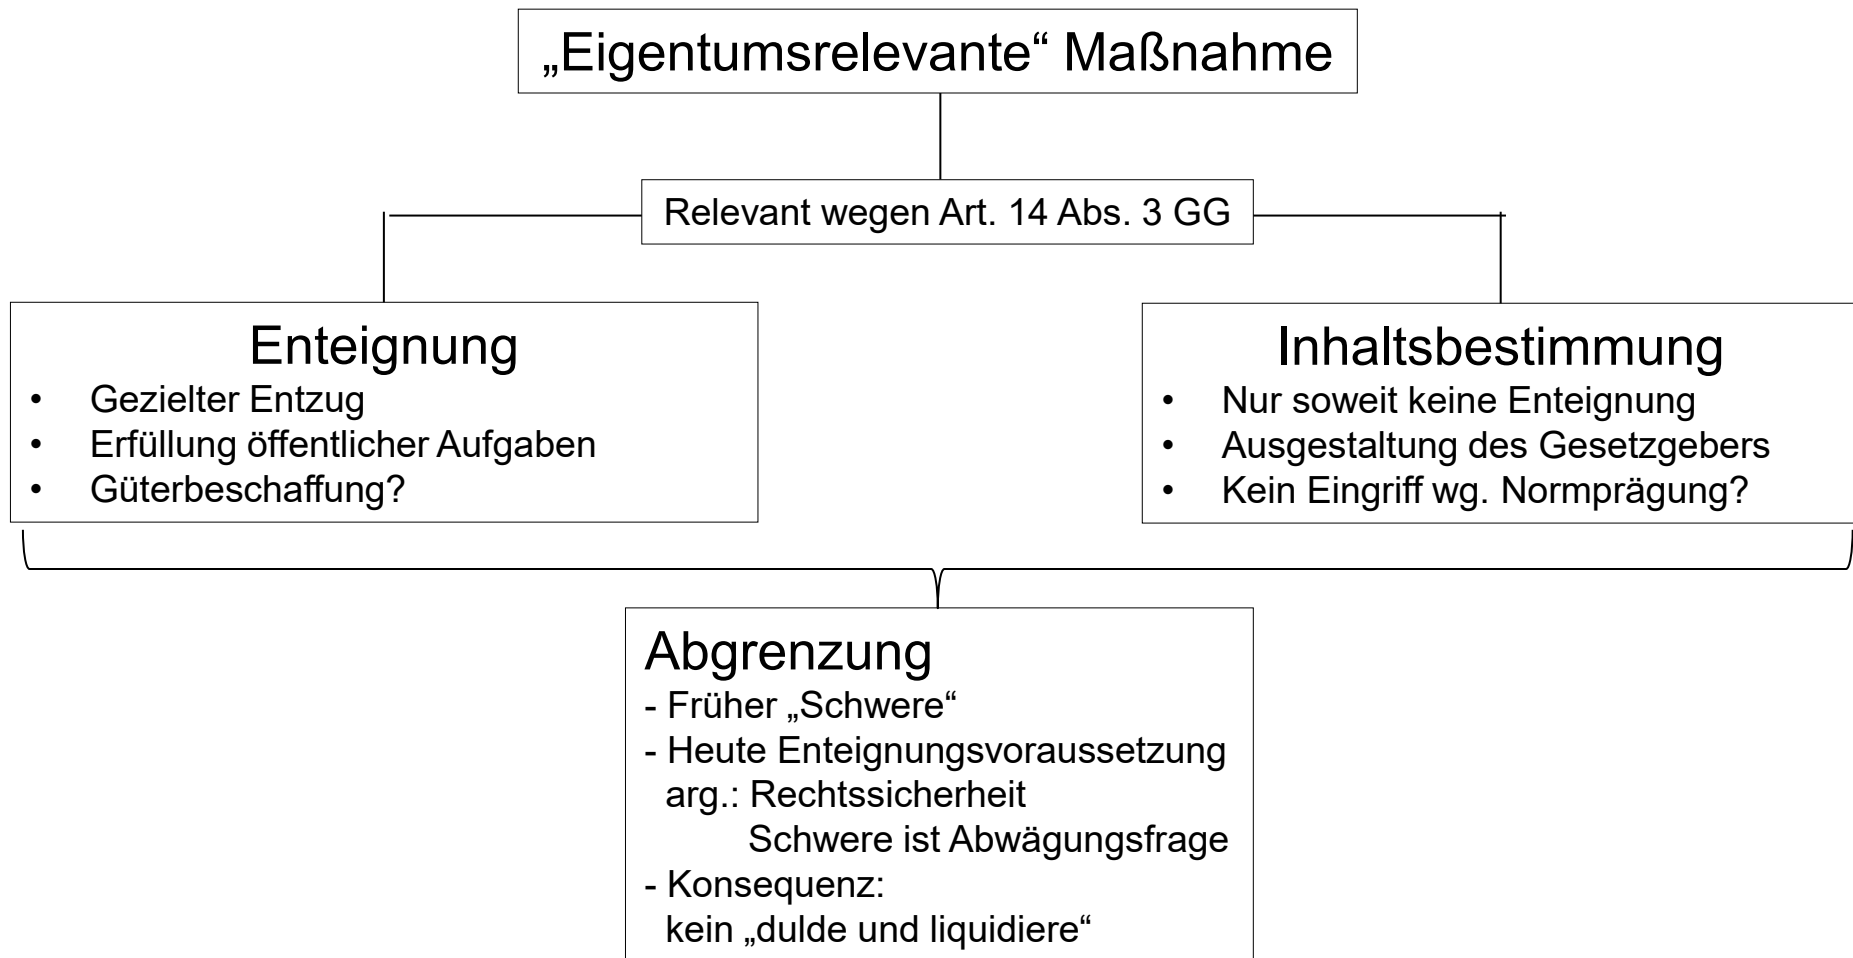 „Eigentumsrelevante“ Maßnahme
Relevant wegen Art. 14 Abs. 3 GG
Enteignung
• Gezielter Entzug
• Erfüllung öffentlicher Aufgaben
• Güterbeschaffung?
Inhaltsbestimmung
• Nur soweit keine Enteignung
• Ausgestaltung des Gesetzgebers
• Kein Eingriff wg. Normprägung?
Abgrenzung
- Früher „Schwere“
- Heute Enteignungsvoraussetzung
arg.: Rechtssicherheit
Schwere ist Abwägungsfrage
- Konsequenz:
kein „dulde und liquidiere“